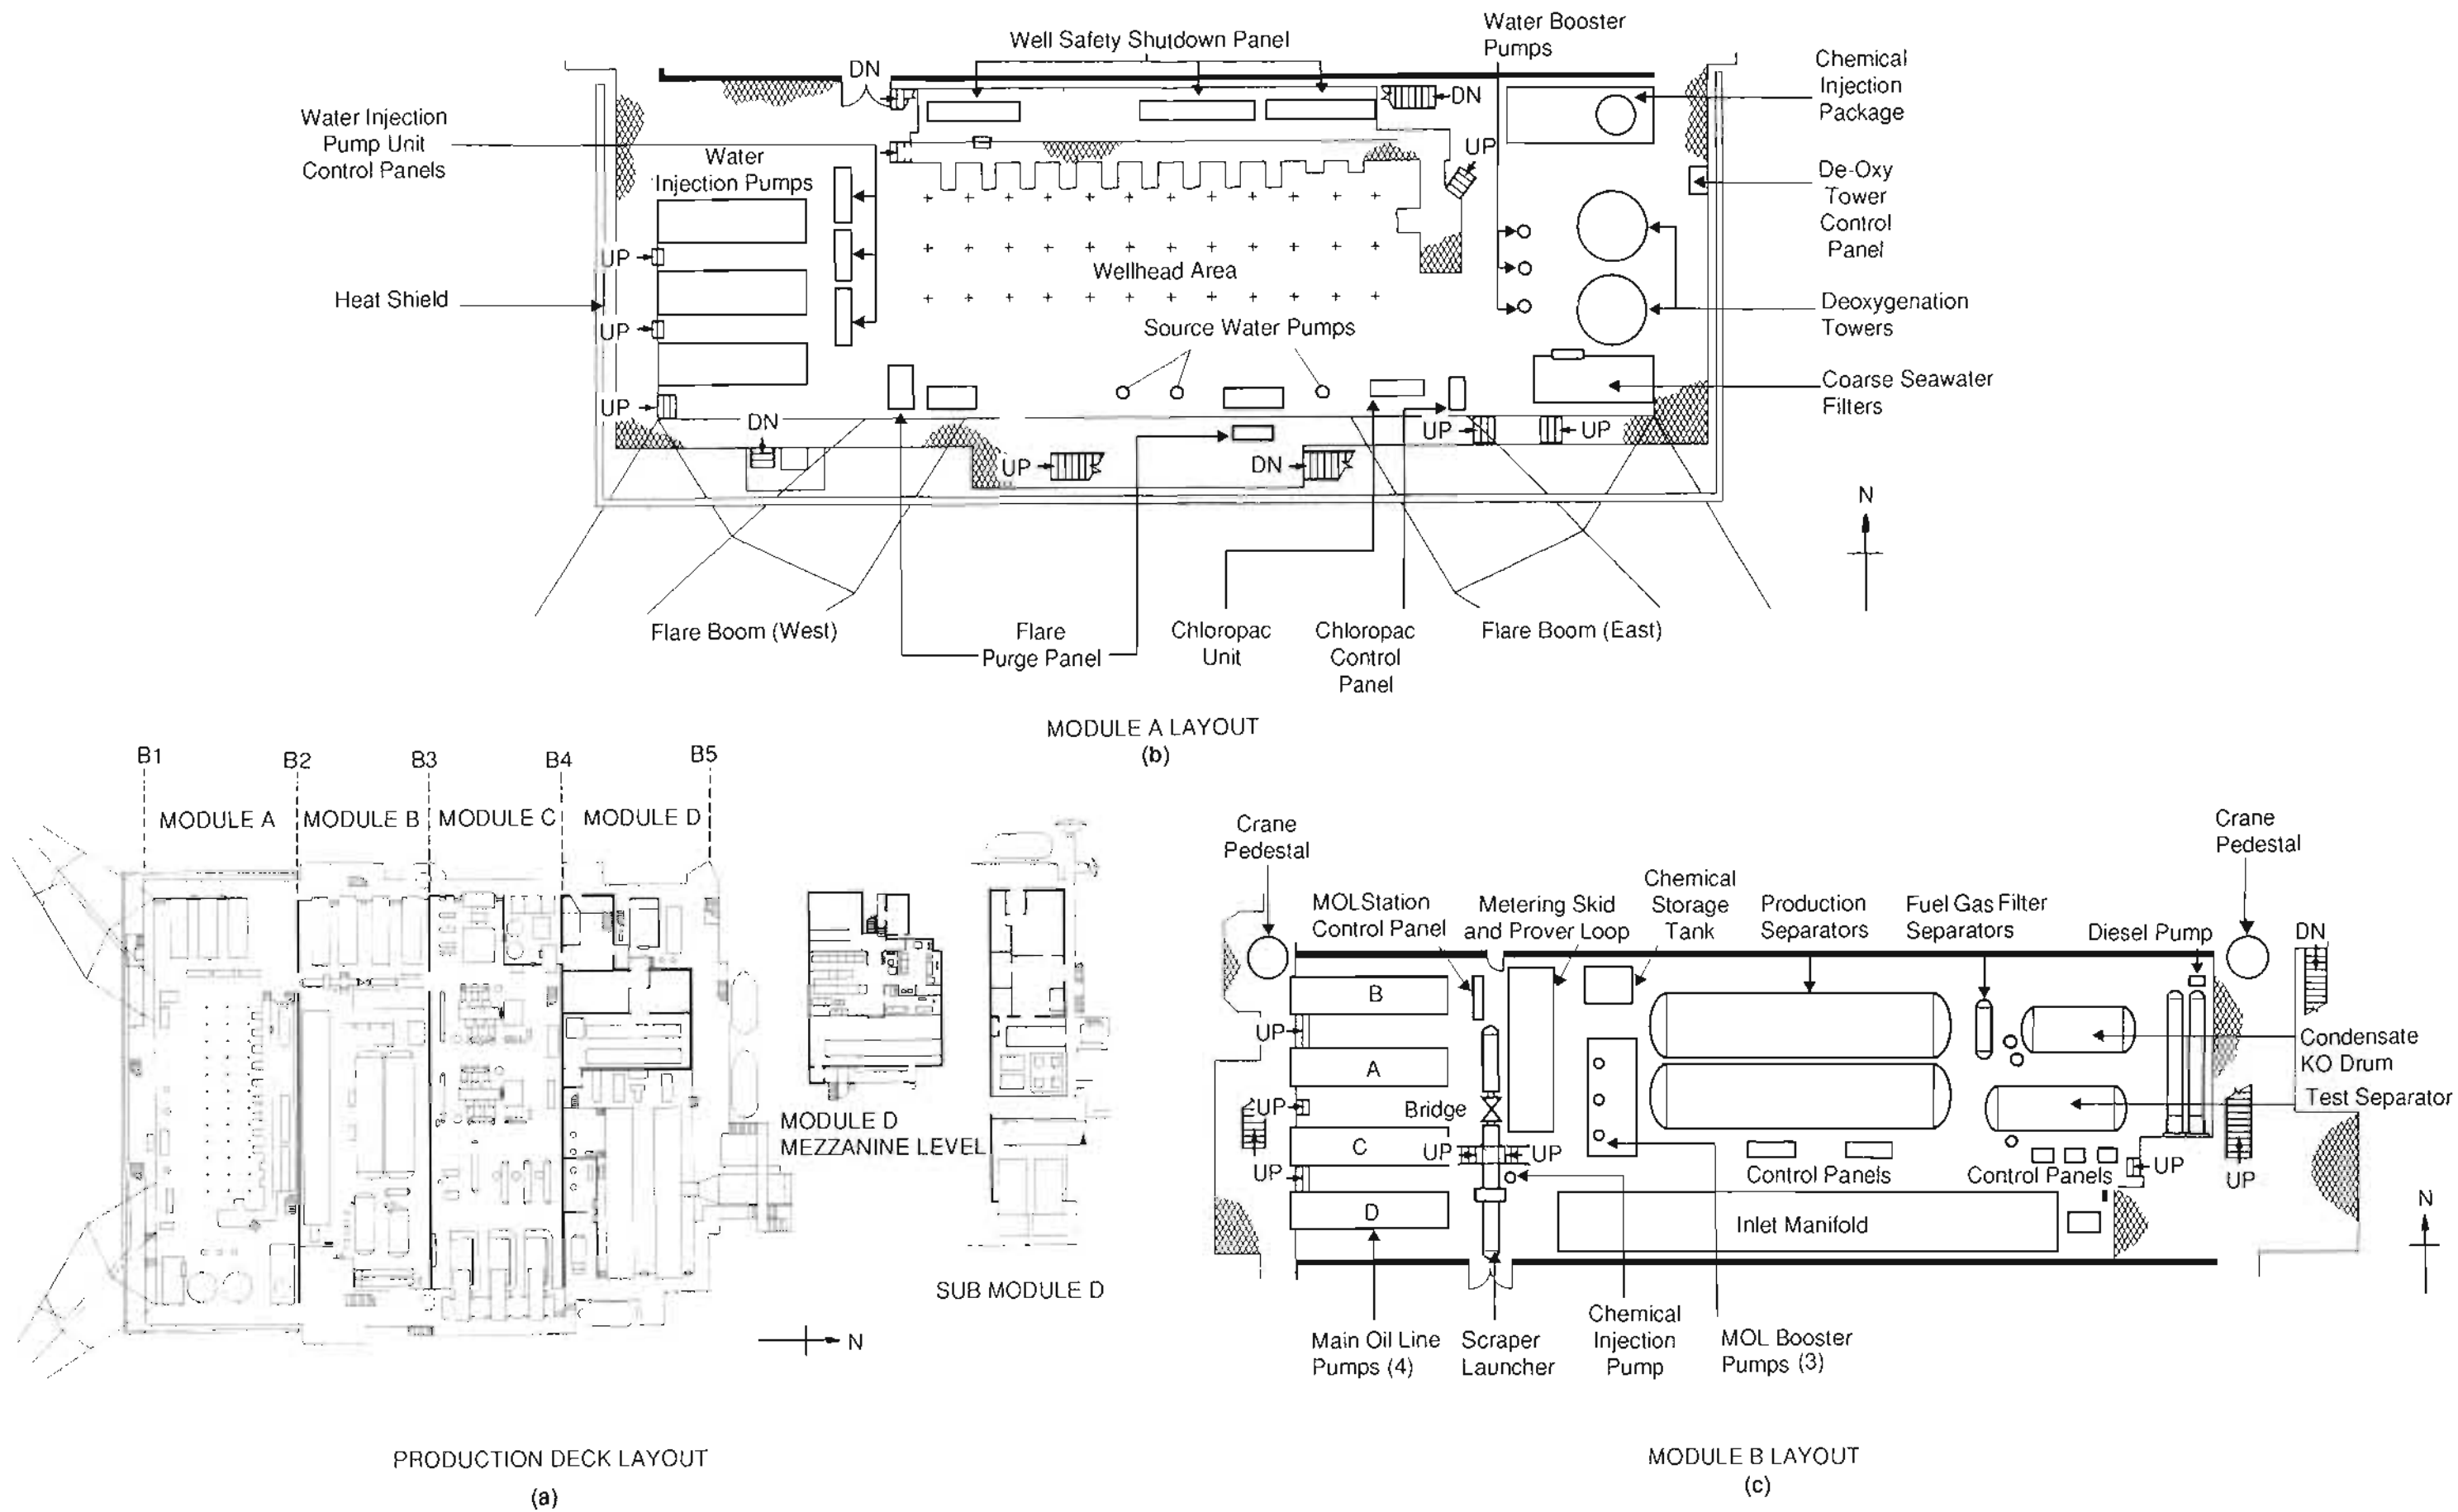 Well Safety Shutdown Panel
Water Booster
Pumps
Chemical
Injection
Package
DN
DN
Water Injection
Pump Unit
Control Panels
Water
Injection Pumps
UP
De-Oxy
Tower
Control
Panel
UP
Wellhead Area
Heat Shield
Deoxygenation
Towers
UP
Source Water Pumps
Coarse Seawater
Filters
UP
DN
UP
UP
UP
DN
N
Flare Boom (West)
Flare
Purge Panel
Chloropac
Unit
Chloropac
Control
Panel
Flare Boom (East)
MODULE A LAYOUT
(b)
B1
B2
B3
B4
B5
MODULE A
MODULE B
MODULE C
MODULE D
MODULE D
MEZZANINE LEVEL
SUB MODULE D
N
PRODUCTION DECK LAYOUT
(a)
Crane
Pedestal
Crane
Pedestal
MOL Station
Control Panel
Metering Skid
and Prover Loop
Chemical
Storage
Tank
Production
Separators
Fuel Gas Filter
Separators
Diesel Pump
DN
B
UP
A
Condensate
KO Drum
UP
Bridge
Test Separator
C
UP
UP
UP
Control Panels
Control Panels
UP
UP
D
Inlet Manifold
N
Main Oil Line
Pumps (4)
Scraper
Launcher
Chemical
Injection
Pump
MOL Booster
Pumps (3)
MODULE B LAYOUT
(c)